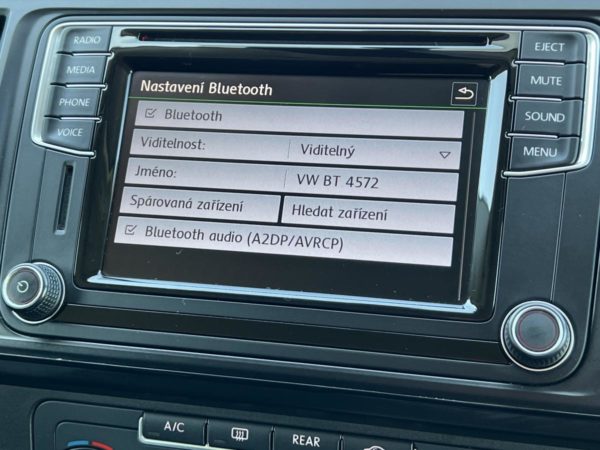 RADIO
MEDIA
PHONE
VOICE
EJECT
MUTE
SOUND
MENU
Nastavení Bluetooth
Bluetooth
Viditelnost: Viditelný
Jméno: VW BT 4572
Spárovaná zařízení Hledat zařízení
Bluetooth audio (A2DP/AVRCP)
A/C
REAR